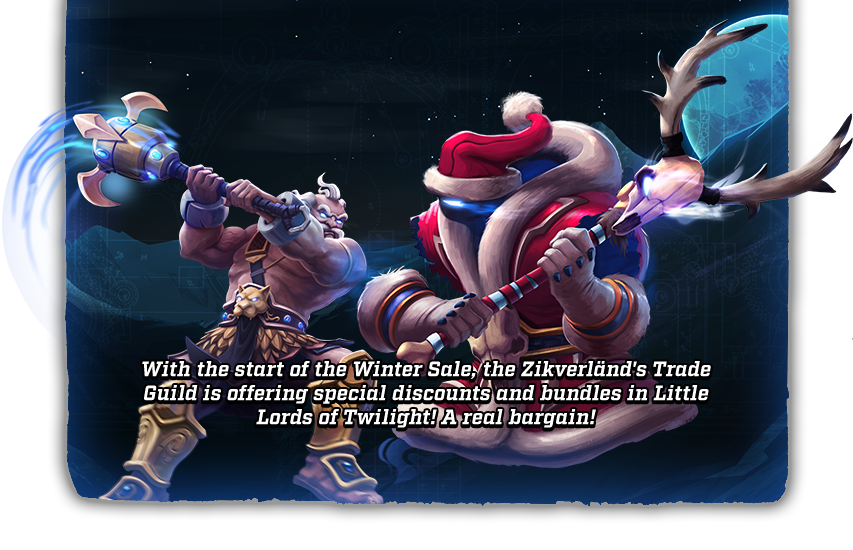 With the start of the Winter Sale, the Zikverländ's Trade
Guild is offering special discounts and bundles in Little
Lords of Twilight! A real bargain!